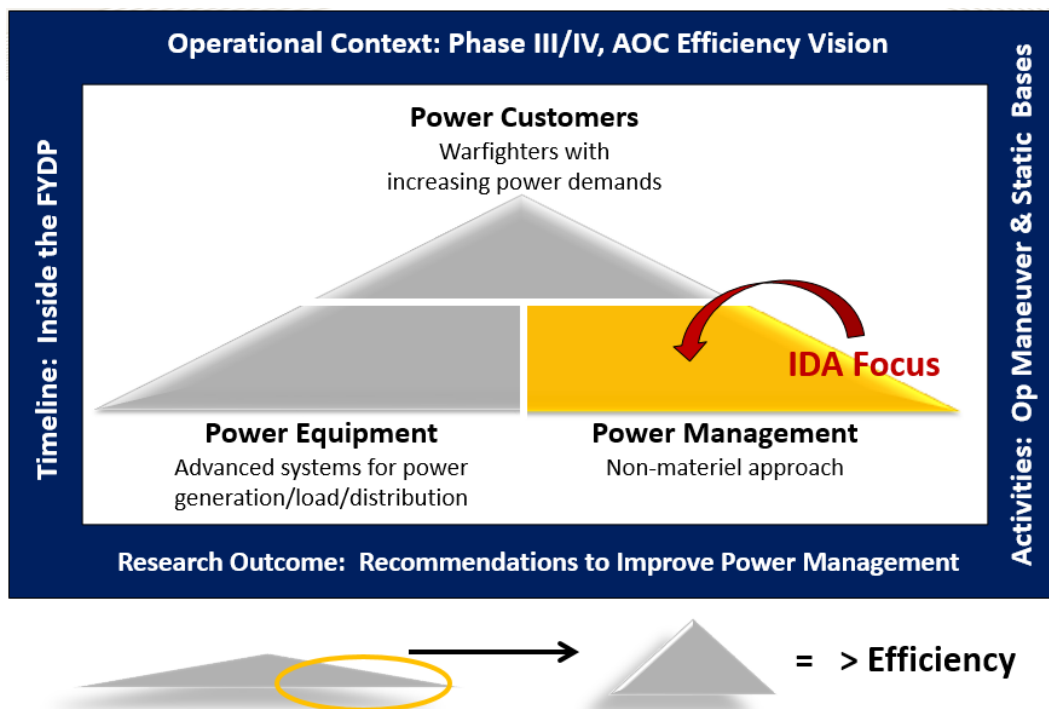 Operational Context: Phase III/IV, AOC Efficiency Vision
Timeline: Inside the FYDP
Power Customers
Warfighters with
increasing power demands
IDA Focus
Power Equipment
Advanced systems for power
generation/load/distribution
Power Management
Non-materiel approach
Activities: Op Maneuver & Static Bases
Research Outcome: Recommendations to Improve Power Management
= > Efficiency